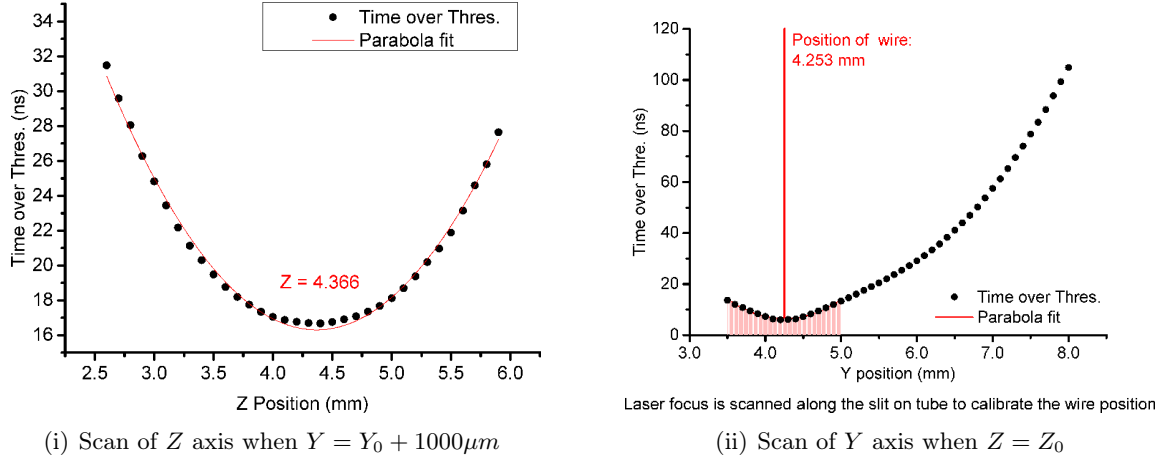 Time over Thres.
Parabola fit
Time over Thres. (ns)
34
32
30
28
26
24
22
20
18
16
Z = 4.366
2.5 3.0 3.5 4.0 4.5 5.0 5.5 6.0
Z Position (mm)
(i) Scan of Z axis when Y = Y₀ + 1000μm
Position of wire:
4.253 mm
Time over Thre. (ns)
120
100
80
60
40
20
0
Time over Thres.
Parabola fit
3.0 4.0 5.0 6.0 7.0 8.0
Y position (mm)
Laser focus is scanned along the slit on tube to calibrate the wire position
(ii) Scan of Y axis when Z = Z₀